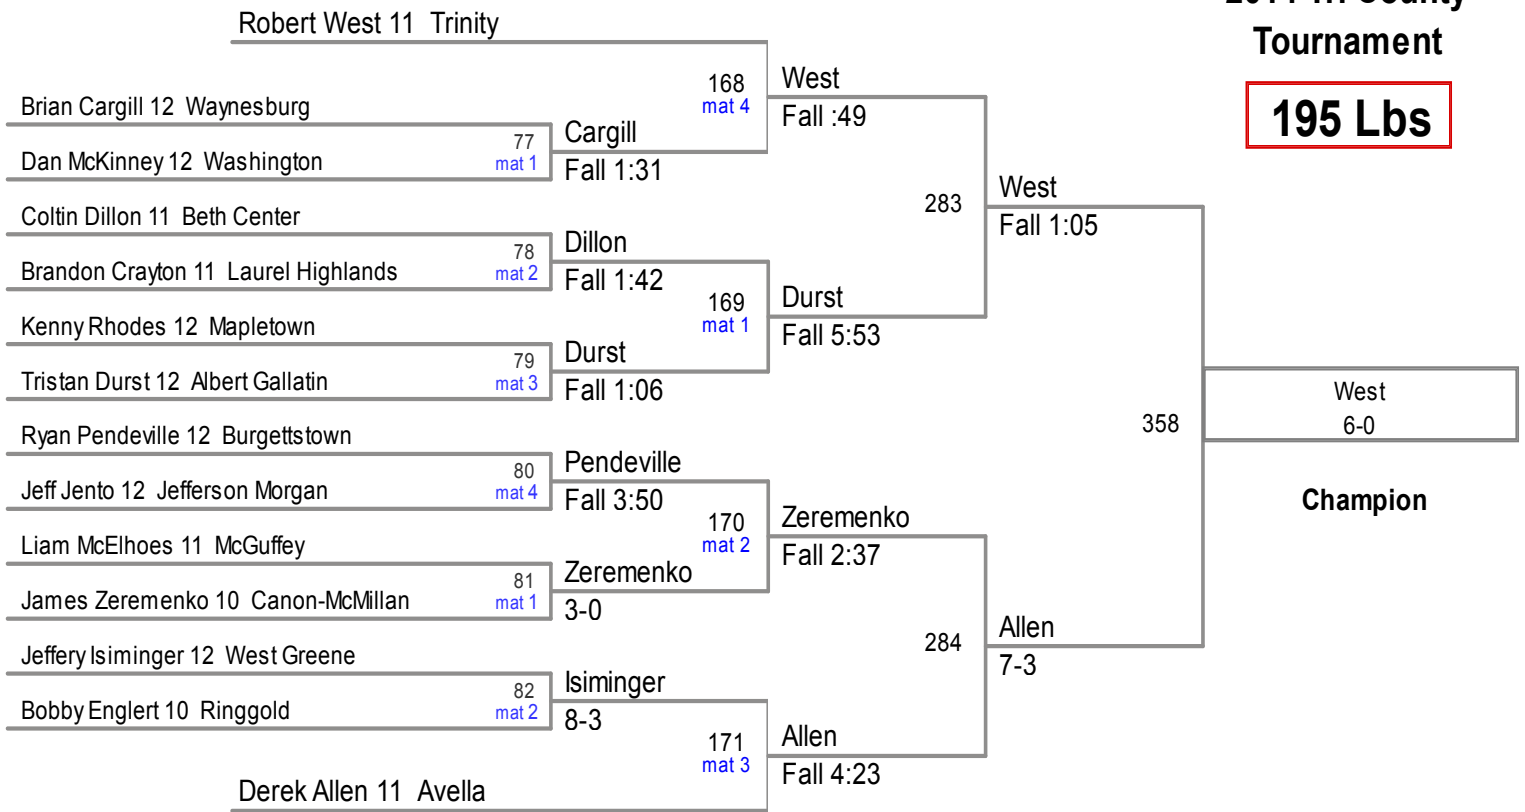 Tournament
195 Lbs
Robert West 11 Trinity
168
mat 4
West
Fall :49
Brian Cargill 12 Waynesburg
77
mat 1
Cargill
Fall 1:31
Dan McKinney 12 Washington
283
West
Fall 1:05
Coltin Dillon 11 Beth Center
78
mat 2
Dillon
Fall 1:42
Brandon Crayton 11 Laurel Highlands
169
mat 1
Durst
Fall 5:53
Kenny Rhodes 12 Mapletown
79
mat 3
Durst
Fall 1:06
Tristan Durst 12 Albert Gallatin
358
West
6-0
Champion
Ryan Pendeville 12 Burgettstown
80
mat 4
Pendeville
Fall 3:50
Jeff Jento 12 Jefferson Morgan
170
mat 2
Zeremenko
Fall 2:37
Liam McElhoes 11 McGuffey
81
mat 1
Zeremenko
3-0
James Zeremenko 10 Canon-McMillan
284
Allen
7-3
Jeffery Isiminger 12 West Greene
82
mat 2
Isiminger
8-3
Bobby Englert 10 Ringgold
171
mat 3
Allen
Fall 4:23
Derek Allen 11 Avella